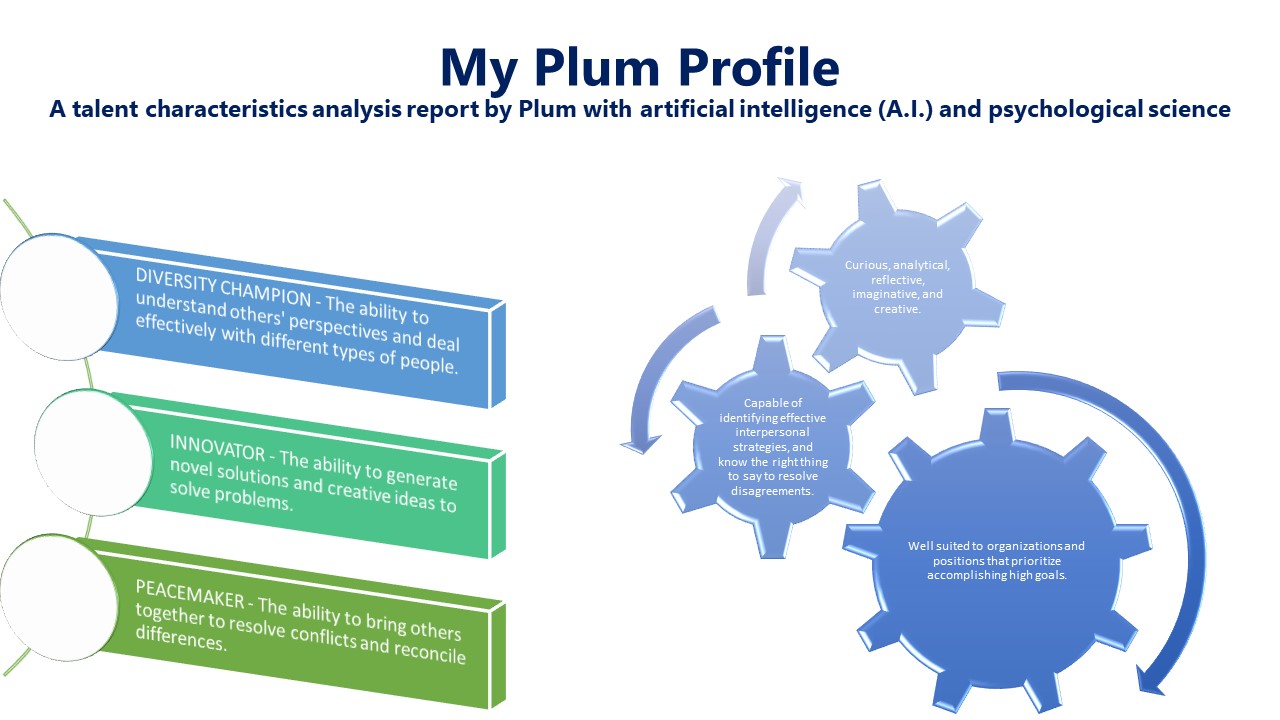 My Plum Profile
A talent characteristics analysis report by Plum with artificial intelligence (A.I.) and psychological science
DIVERSITY CHAMPION - The ability to
understand others' perspectives and deal
effectively with different types of people.
INNOVATOR - The ability to generate
novel solutions and creative ideas to
solve problems.
PEACEMAKER - The ability to bring others
together to resolve conflicts and reconcile
differences.
Curious, analytical,
reflective,
imaginative, and
creative.
Capable of
identifying effective
interpersonal
strategies, and
know the right thing
to say to resolve
disagreements.
Well suited to organizations and
positions that prioritize
accomplishing high goals.